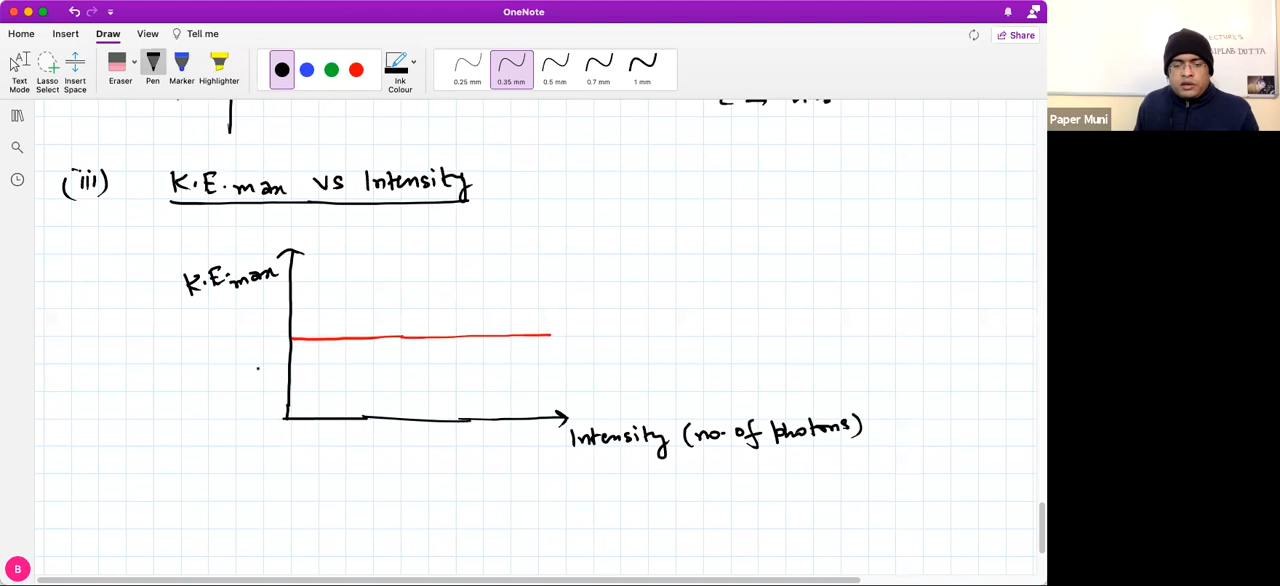 OneNote
Home Insert Draw View Tell me
Share
Text Mode
Lasso Select
Insert Space
Eraser
Pen
Marker
Highlighter
Ink Colour
0.25 mm
0.35 mm
0.5 mm
0.7 mm
1 mm
LECTURES
DUTTA
Paper Muni
(iii) K.E.max vs Intensity
K.E.max
Intensity (no. of photons)
B